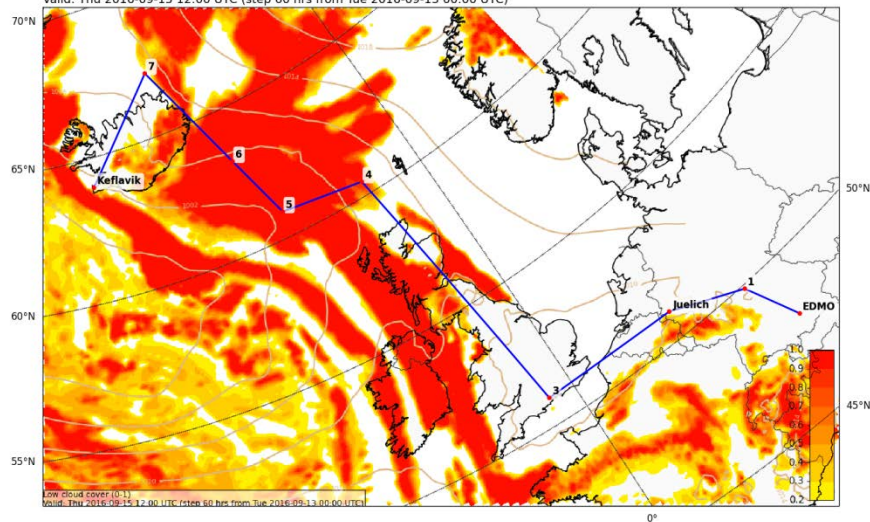 Valid: Thu 2016-09-15 12:00 UTC (step 60 hrs from Tue 2016-09-13 00:00 UTC)
70°N
7
1018
1014
65°N
6
4
Keflavik
5
50°N
1002
1
Juelich
EDMO
60°N
3
1.0
0.9
0.8
0.7
0.6
0.5
0.4
0.3
0.2
45°N
55°N
Low cloud cover (0-1)
Valid: Thu 2016-09-15 12:00 UTC (step 60 hrs from Tue 2016-09-13 00:00 UTC)
0°